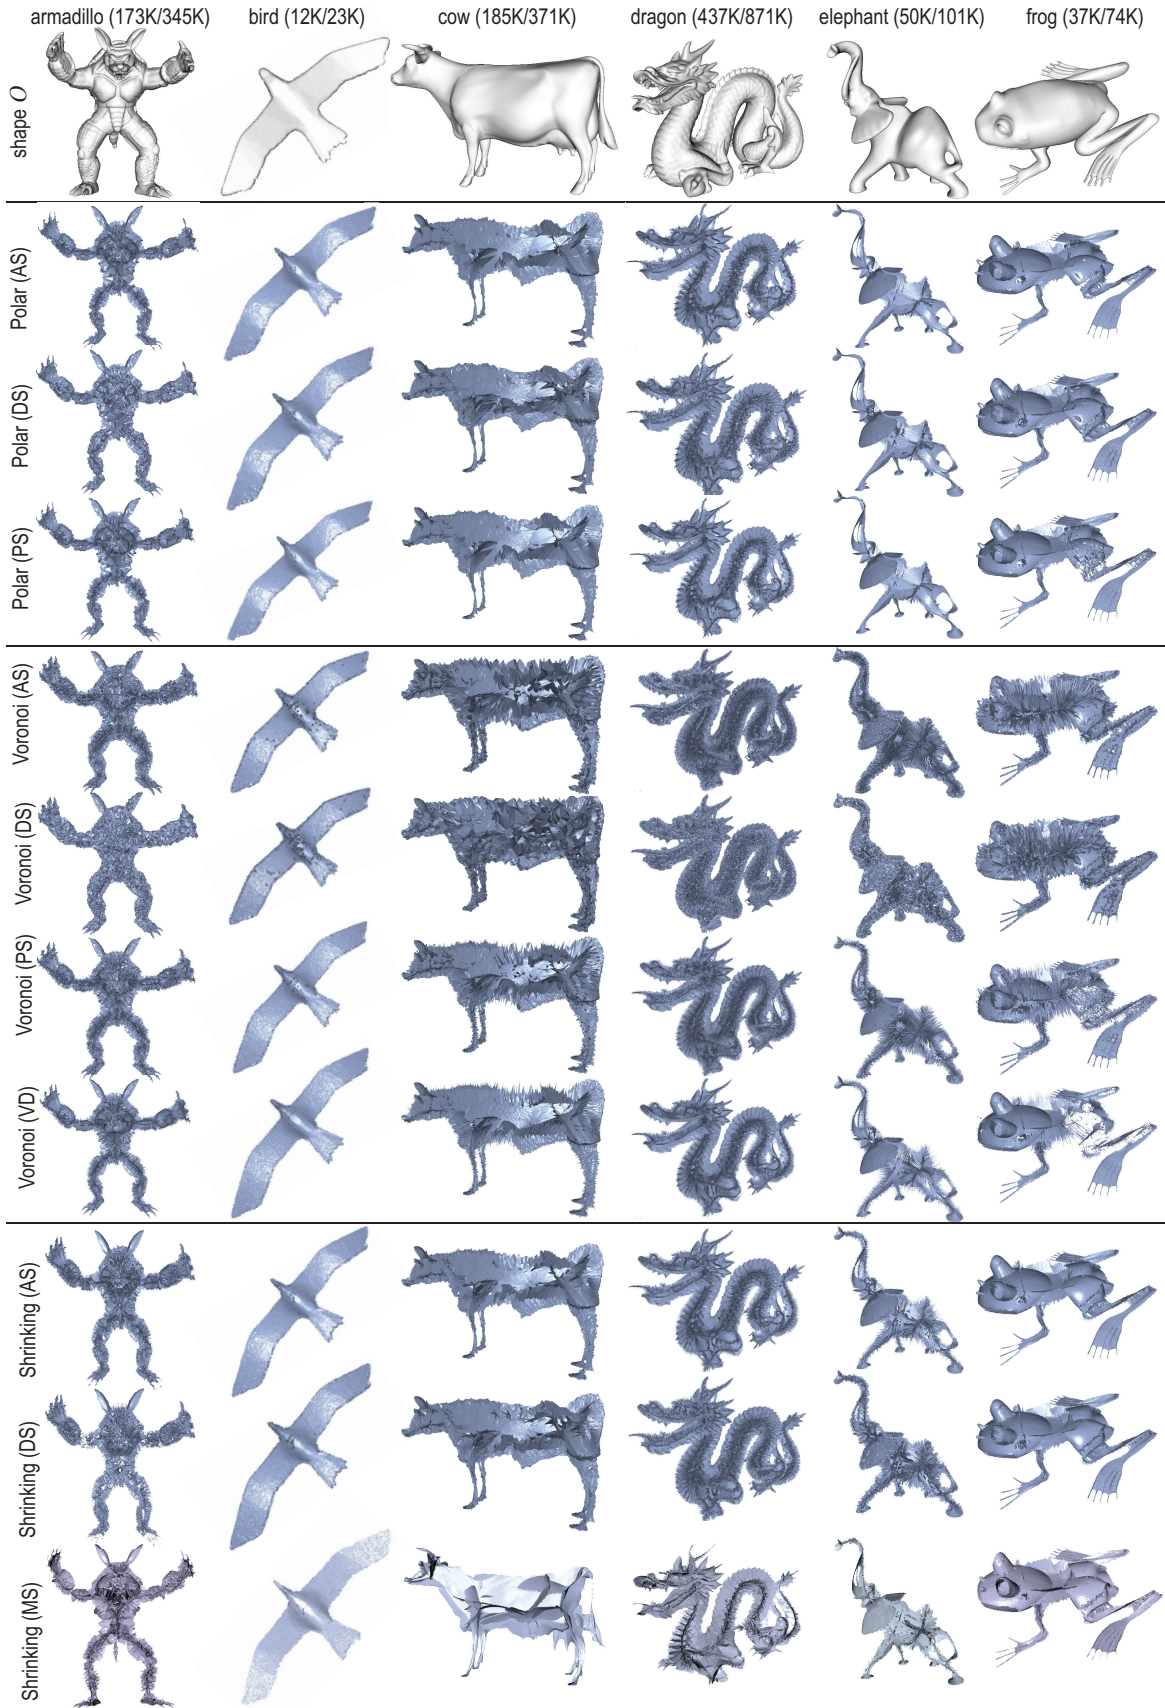 armadillo (173K/345K) bird (12K/23K) cow (185K/371K) dragon (437K/871K) elephant (50K/101K) frog (37K/74K)
shape O
Polar (AS)
Polar (DS)
Polar (PS)
Voronoi (AS)
Voronoi (DS)
Voronoi (PS)
Voronoi (VD)
Shrinking (AS)
Shrinking (DS)
Shrinking (MS)